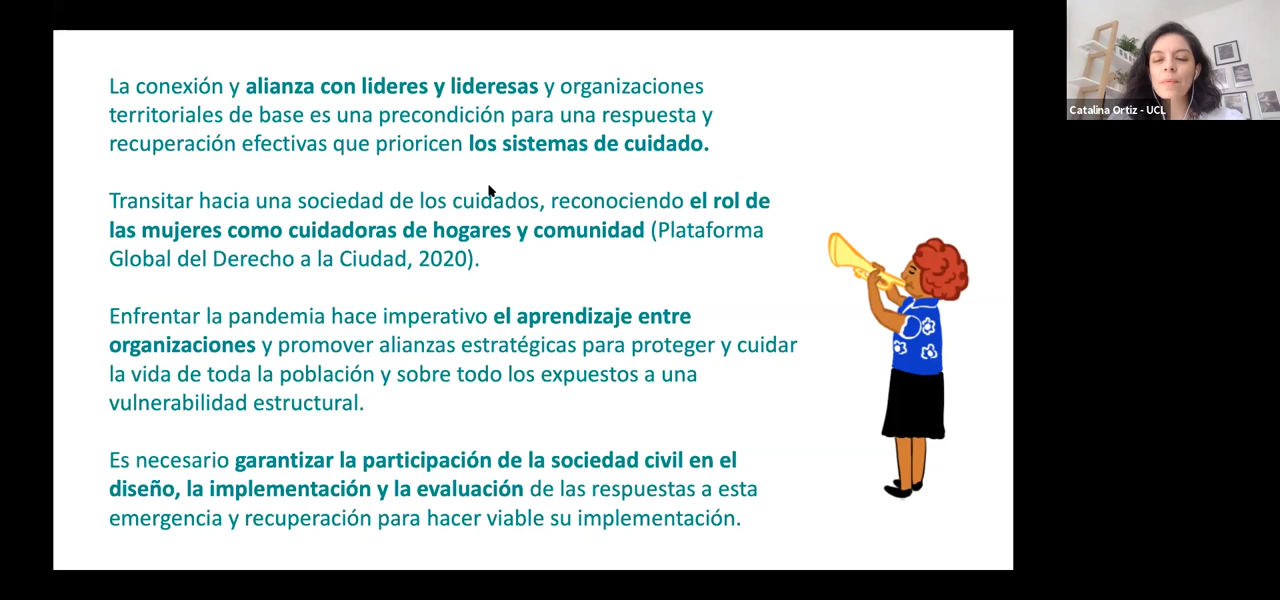 La conexión y alianza con lideres y lideresas y organizaciones
territoriales de base es una precondición para una respuesta y
recuperación efectivas que prioricen los sistemas de cuidado.
Transitar hacia una sociedad de los cuidados, reconociendo el rol de
las mujeres como cuidadoras de hogares y comunidad (Plataforma
Global del Derecho a la Ciudad, 2020).
Enfrentar la pandemia hace imperativo el aprendizaje entre
organizaciones y promover alianzas estratégicas para proteger y cuidar
la vida de toda la población y sobre todo los expuestos a una
vulnerabilidad estructural.
Es necesario garantizar la participación de la sociedad civil en el
diseño, la implementación y la evaluación de las respuestas a esta
emergencia y recuperación para hacer viable su implementación.
Catalina Ortiz - UCL